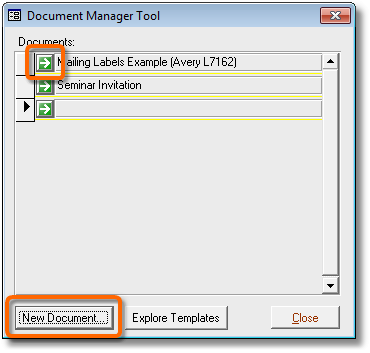 Document Manager Tool
Documents:
Mailing Labels Example (Avery L7162)
Seminar Invitation
New Document...
Explore Templates
Close